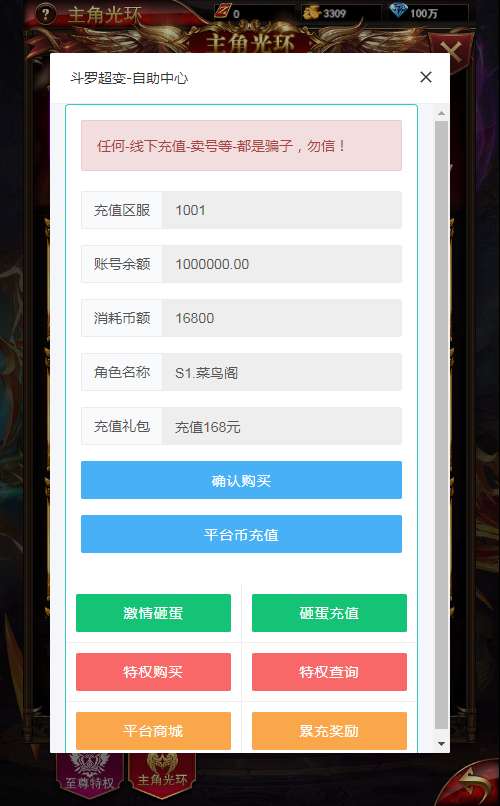 ?
主角光环
0
3309
100万
主角光环
斗罗超变-自助中心
任何-线下充值-卖号等-都是骗子，勿信！
充值区服
1001
账号余额
1000000.00
消耗币额
16800
角色名称
S1.菜鸟阁
充值礼包
充值168元
确认购买
平台币充值
激情砸蛋
砸蛋充值
特权购买
特权查询
平台商城
累充奖励
至尊特权
主角光环